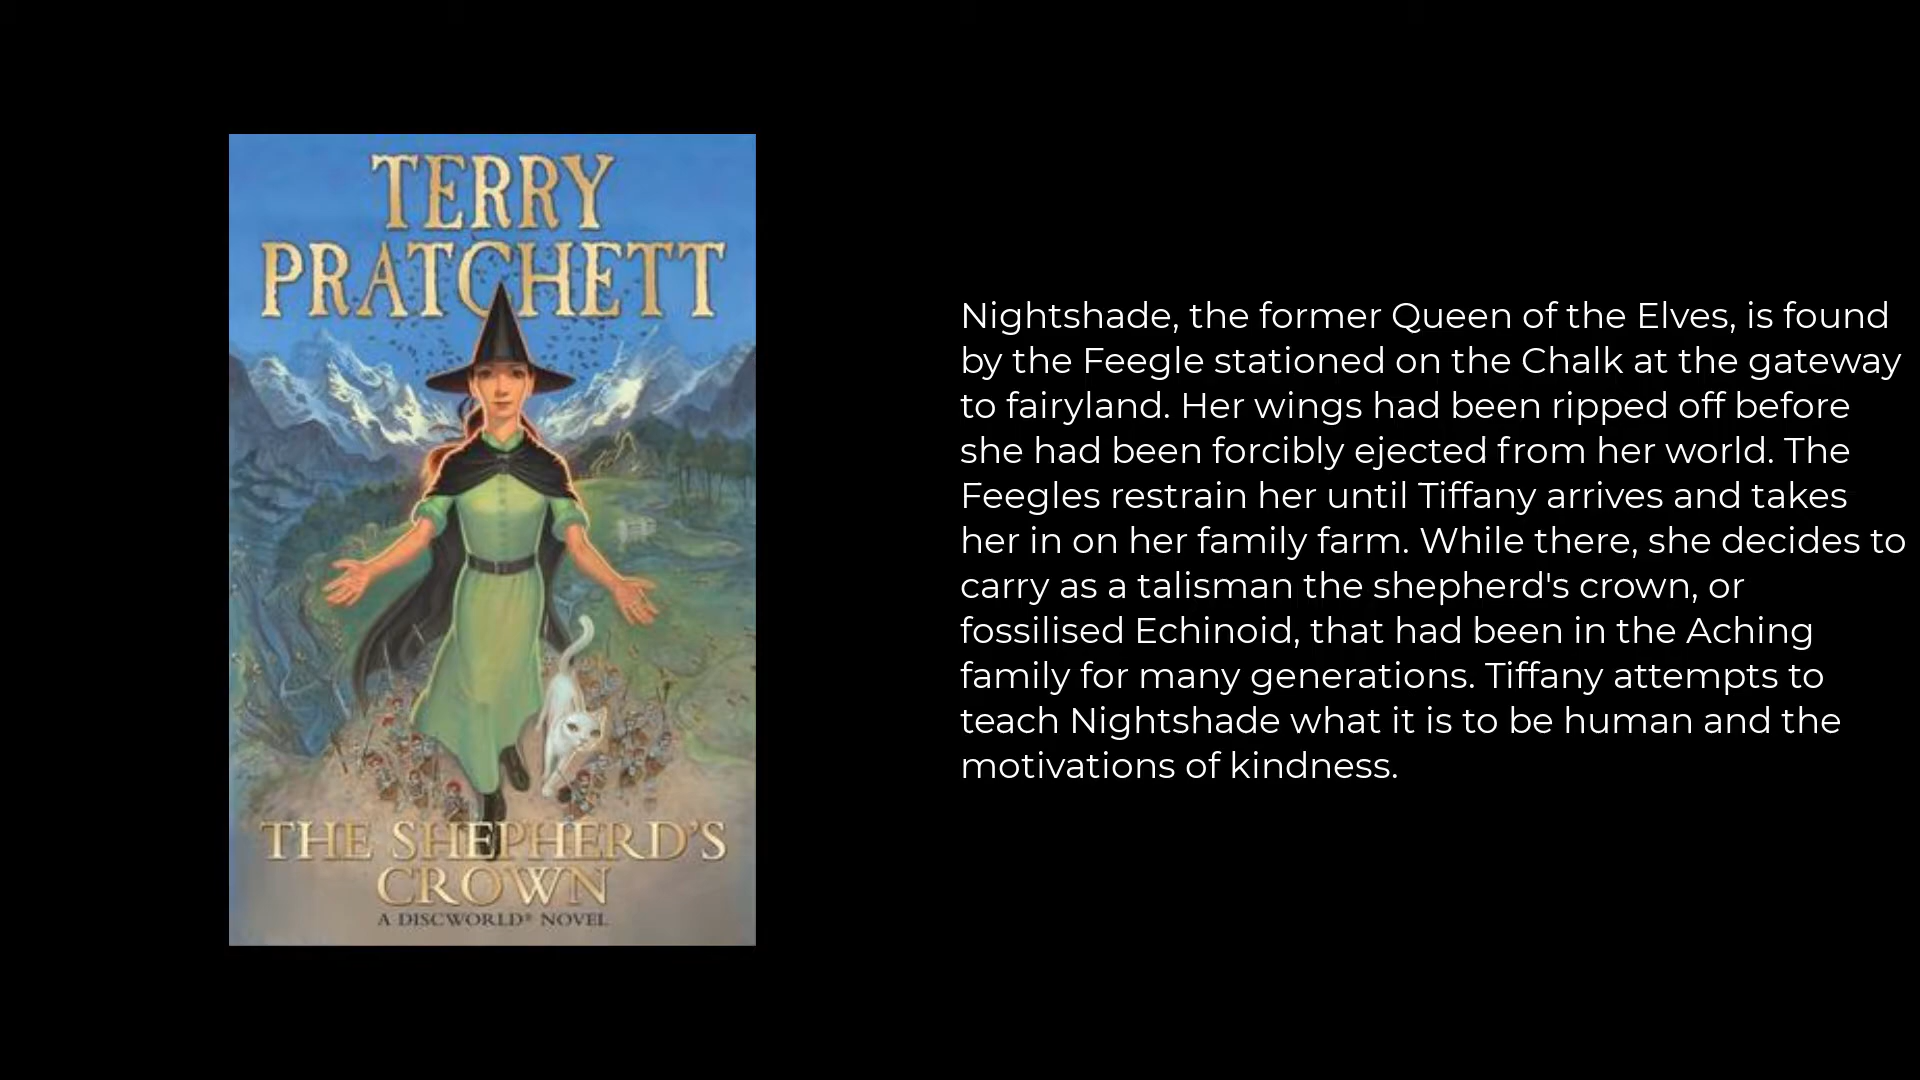 TERRY
PRATCHETT
THE SHEPHERD'S
CROWN
A DISCWORLD® NOVEL
Nightshade, the former Queen of the Elves, is found
by the Feegle stationed on the Chalk at the gateway
to fairyland. Her wings had been ripped off before
she had been forcibly ejected from her world. The
Feegles restrain her until Tiffany arrives and takes
her in on her family farm. While there, she decides to
carry as a talisman the shepherd's crown, or
fossilised Echinoid, that had been in the Aching
family for many generations. Tiffany attempts to
teach Nightshade what it is to be human and the
motivations of kindness.